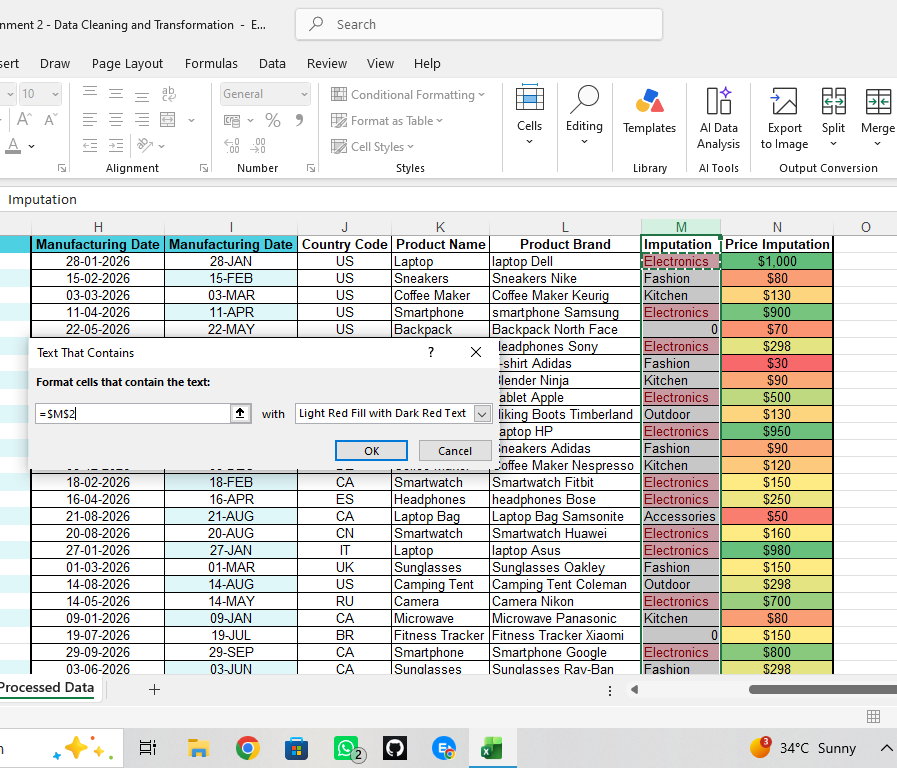 nment 2 - Data Cleaning and Transformation - E...
Search
sert Draw Page Layout Formulas Data Review View Help
10
General
Conditional Formatting
Format as Table
Cell Styles
Cells
Editing
Templates
AI Data Analysis
Export to Image
Split
Merge
Alignment
Number
Styles
Library
AI Tools
Output Conversion
Imputation
H I J K L M N O
Manufacturing Date Manufacturing Date Country Code Product Name Product Brand Imputation Price Imputation
28-01-2026 28-JAN US Laptop laptop Dell Electronics $1,000
15-02-2026 15-FEB US Sneakers Sneakers Nike Fashion $80
03-03-2026 03-MAR US Coffee Maker Coffee Maker Keurig Kitchen $130
11-04-2026 11-APR US Smartphone smartphone Samsung Electronics $900
22-05-2026 22-MAY US Backpack Backpack North Face 0 $70
Headphones Sony Electronics $298
-shirt Adidas Fashion $30
Blender Ninja Kitchen $90
ablet Apple Electronics $500
Hiking Boots Timberland Outdoor $130
aptop HP Electronics $950
Sneakers Adidas Fashion $90
Coffee Maker Nespresso Kitchen $120
Text That Contains
? ×
Format cells that contain the text:
=$M$2 with Light Red Fill with Dark Red Text
OK Cancel
18-02-2026 18-FEB CA Smartwatch Smartwatch Fitbit Electronics $150
16-04-2026 16-APR ES Headphones headphones Bose Electronics $250
21-08-2026 21-AUG CA Laptop Bag Laptop Bag Samsonite Accessories $50
20-08-2026 20-AUG CN Smartwatch Smartwatch Huawei Electronics $160
27-01-2026 27-JAN IT Laptop laptop Asus Electronics $980
01-03-2026 01-MAR UK Sunglasses Sunglasses Oakley Fashion $150
14-08-2026 14-AUG US Camping Tent Camping Tent Coleman Outdoor $298
14-05-2026 14-MAY RU Camera Camera Nikon Electronics $700
09-01-2026 09-JAN CA Microwave Microwave Panasonic Kitchen $80
19-07-2026 19-JUL BR Fitness Tracker Fitness Tracker Xiaomi 0 $150
29-09-2026 29-SEP CA Smartphone Smartphone Google Electronics $800
03-06-2026 03-JUN CA Sunglasses Sunglasses Ray-Ban Fashion $298
Processed Data
2
3
34°C Sunny